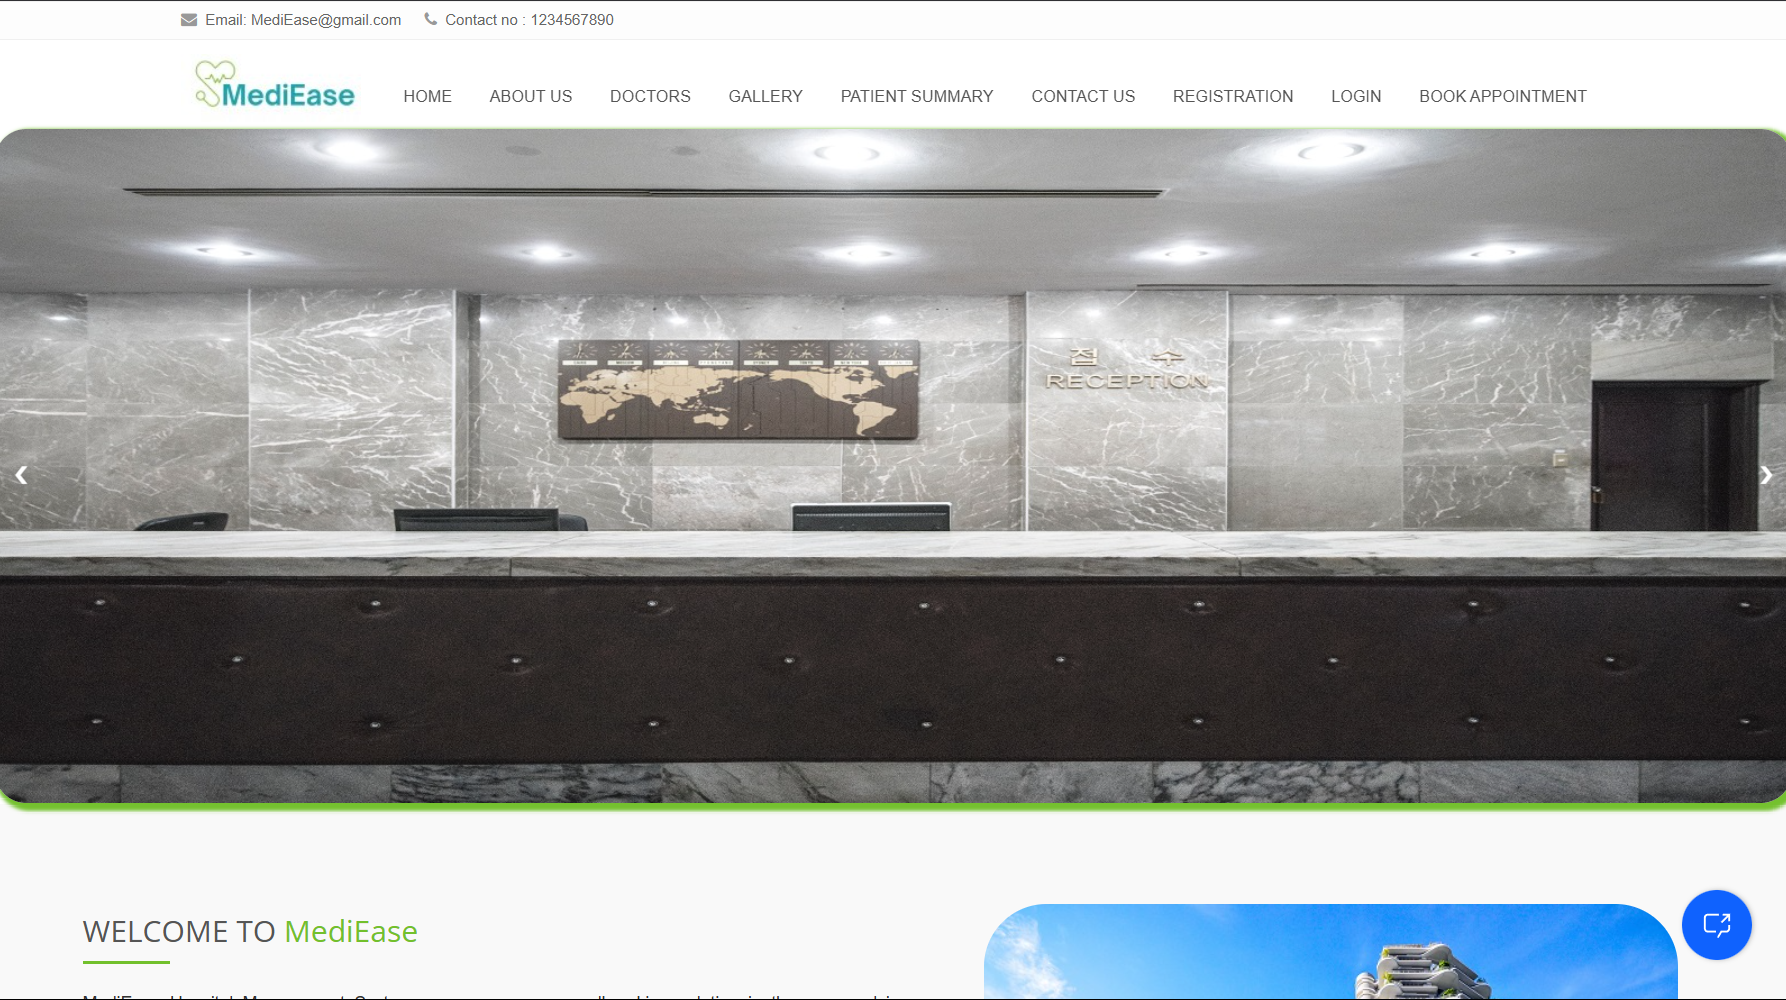 Email: MediEase@gmail.com Contact no : 1234567890
MediEase
HOME ABOUT US DOCTORS GALLERY PATIENT SUMMARY CONTACT US REGISTRATION LOGIN BOOK APPOINTMENT
접 수
RECEPTION
WELCOME TO MediEase